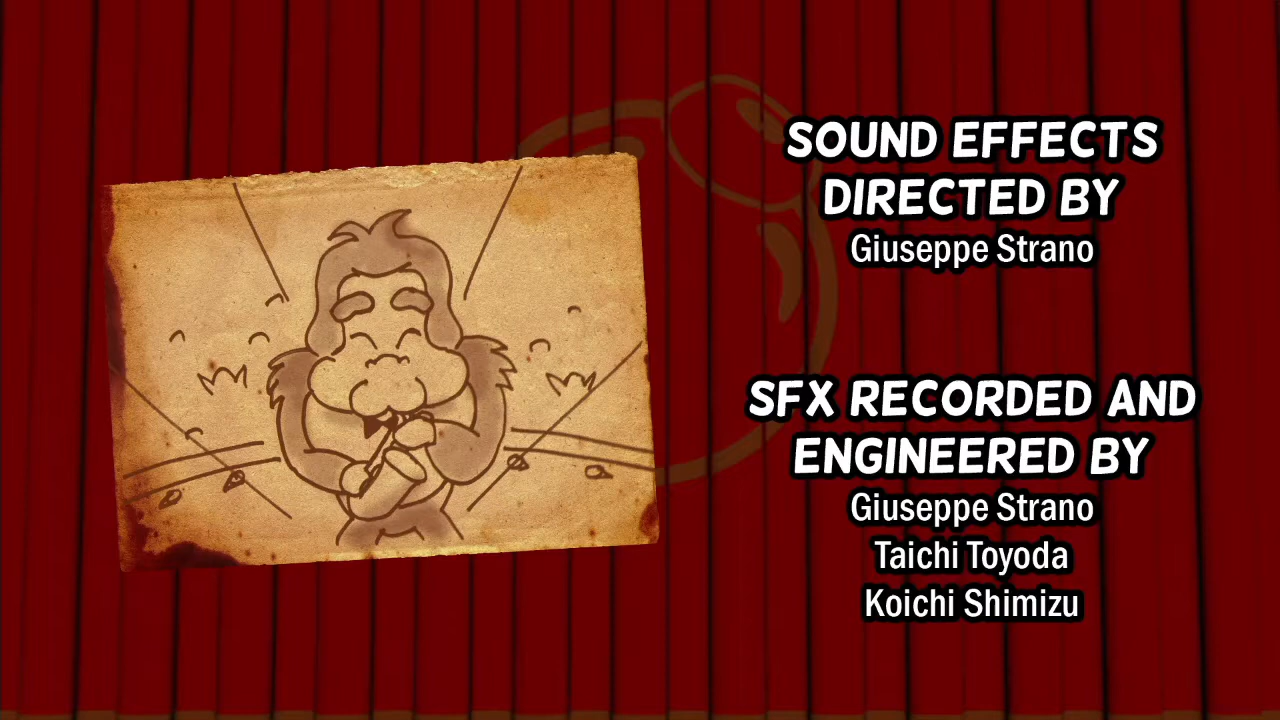 SOUND EFFECTS
DIRECTED BY
Giuseppe Strano
SFX RECORDED AND
ENGINEERED BY
Giuseppe Strano
Taichi Toyoda
Koichi Shimizu